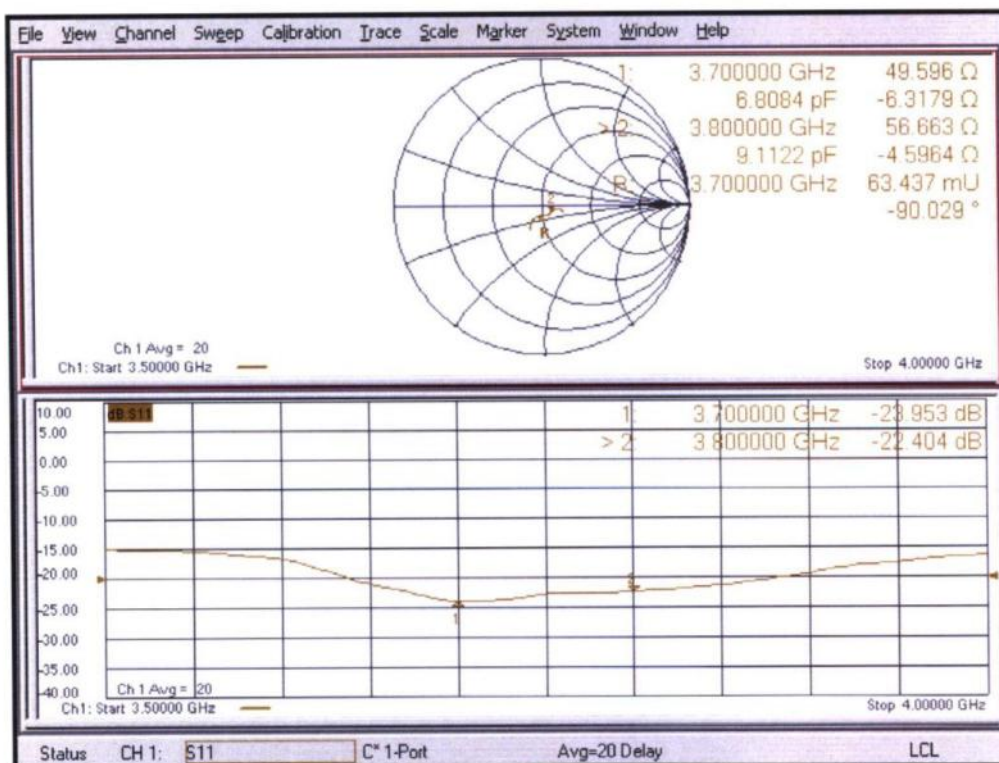 File View Channel Sweep Calibration Trace Scale Marker System Window Help
1: 3.700000 GHz 49.596 Ω
6.8084 pF -6.3179 Ω
> 2: 3.800000 GHz 56.663 Ω
9.1122 pF -4.5964 Ω
R: 3.700000 GHz 63.437 mU
-90.029 °
2
R
Ch 1 Avg = 20
Ch1: Start 3.50000 GHz Stop 4.00000 GHz
10.00 dB S11 1: 3.700000 GHz -23.953 dB
5.00 > 2: 3.800000 GHz -22.404 dB
0.00
-5.00
-10.00
-15.00
-20.00
-25.00
1
-30.00
-35.00
-40.00 Ch 1 Avg = 20
Ch1: Start 3.50000 GHz Stop 4.00000 GHz
Status CH 1: S11 C* 1-Port Avg=20 Delay LCL